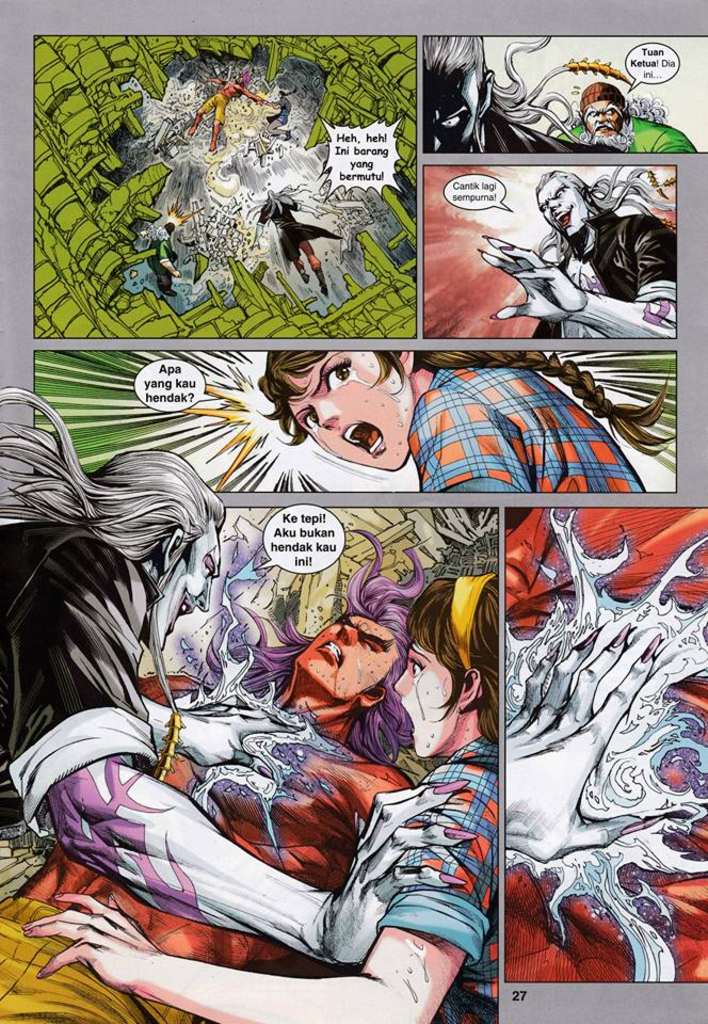 Heh, heh!
Ini barang
yang
bermutu!
Tuan
Ketua! Dia
ini...
Cantik lagi
sempurna!
Apa
yang kau
hendak?
Ke tepi!
Aku bukan
hendak kau
ini!
27